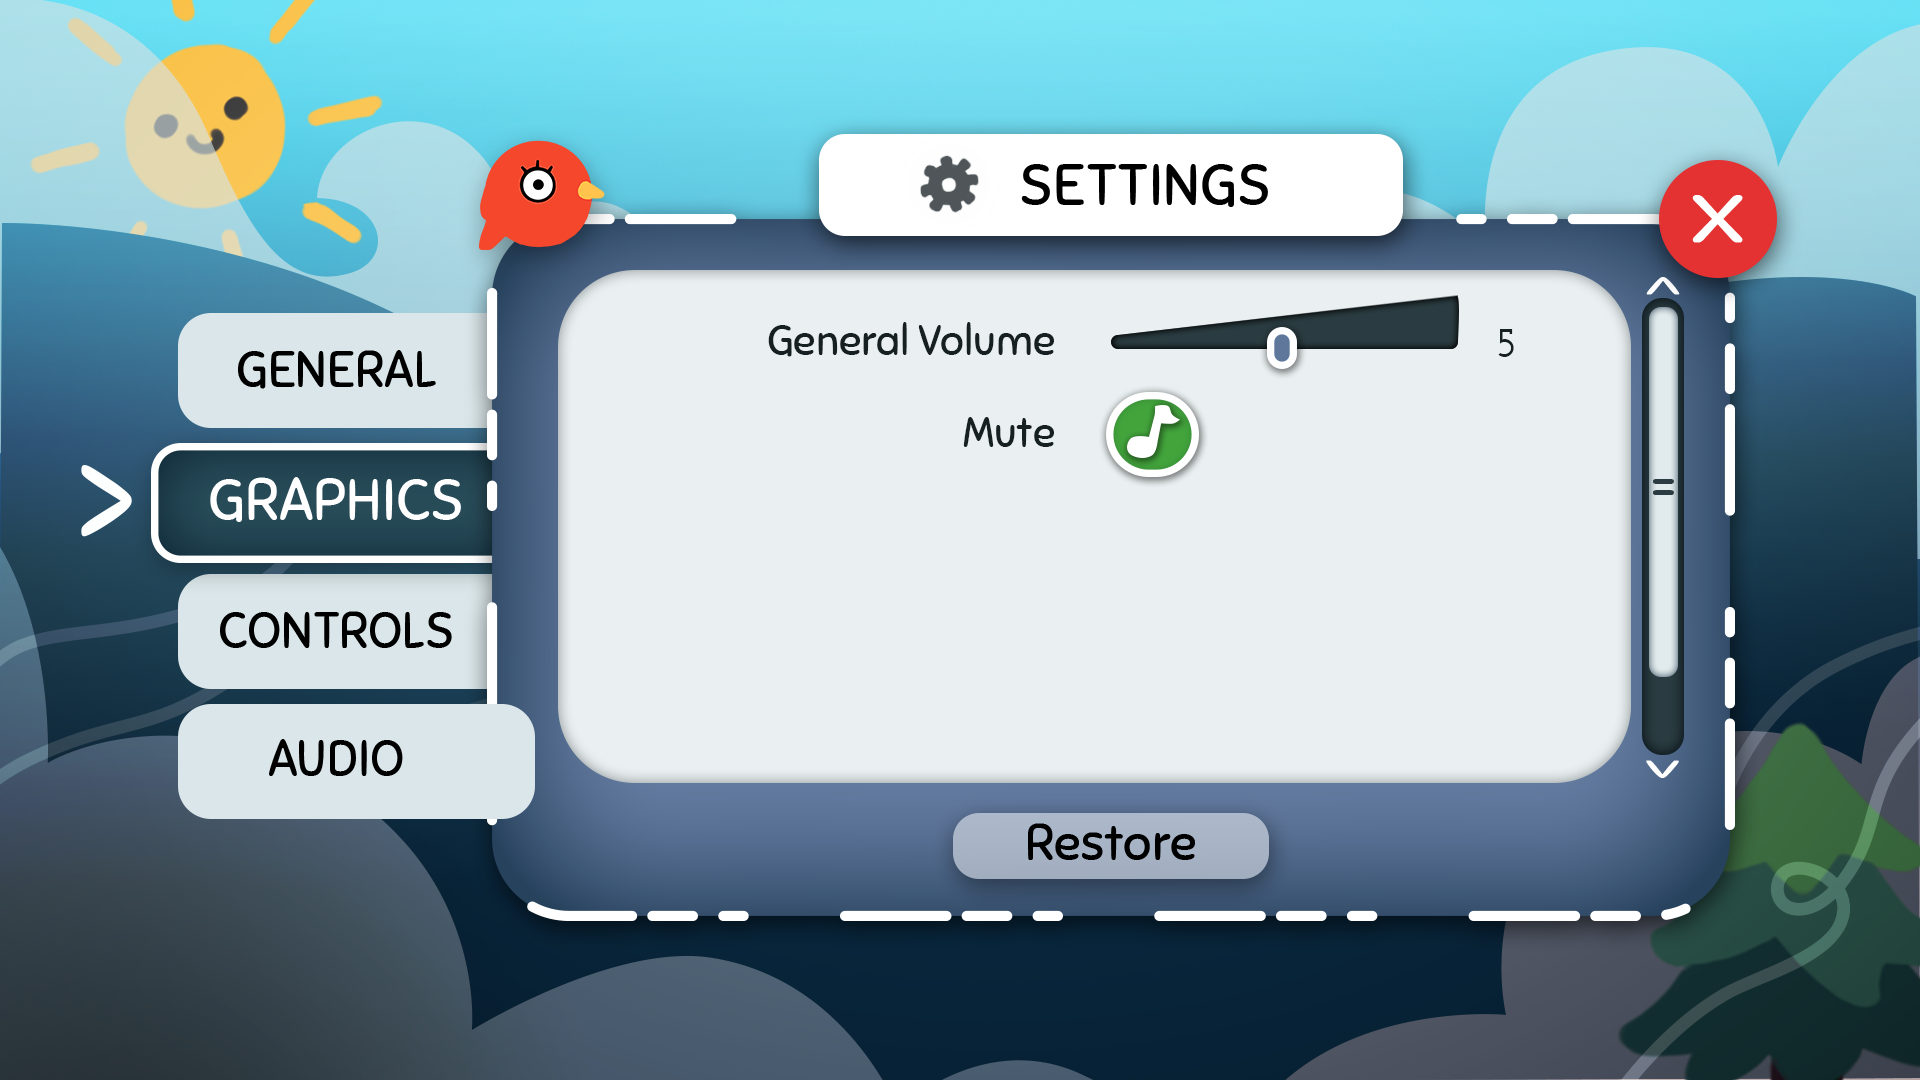 SETTINGS
GENERAL
GRAPHICS
CONTROLS
AUDIO
General Volume 5
Mute
Restore